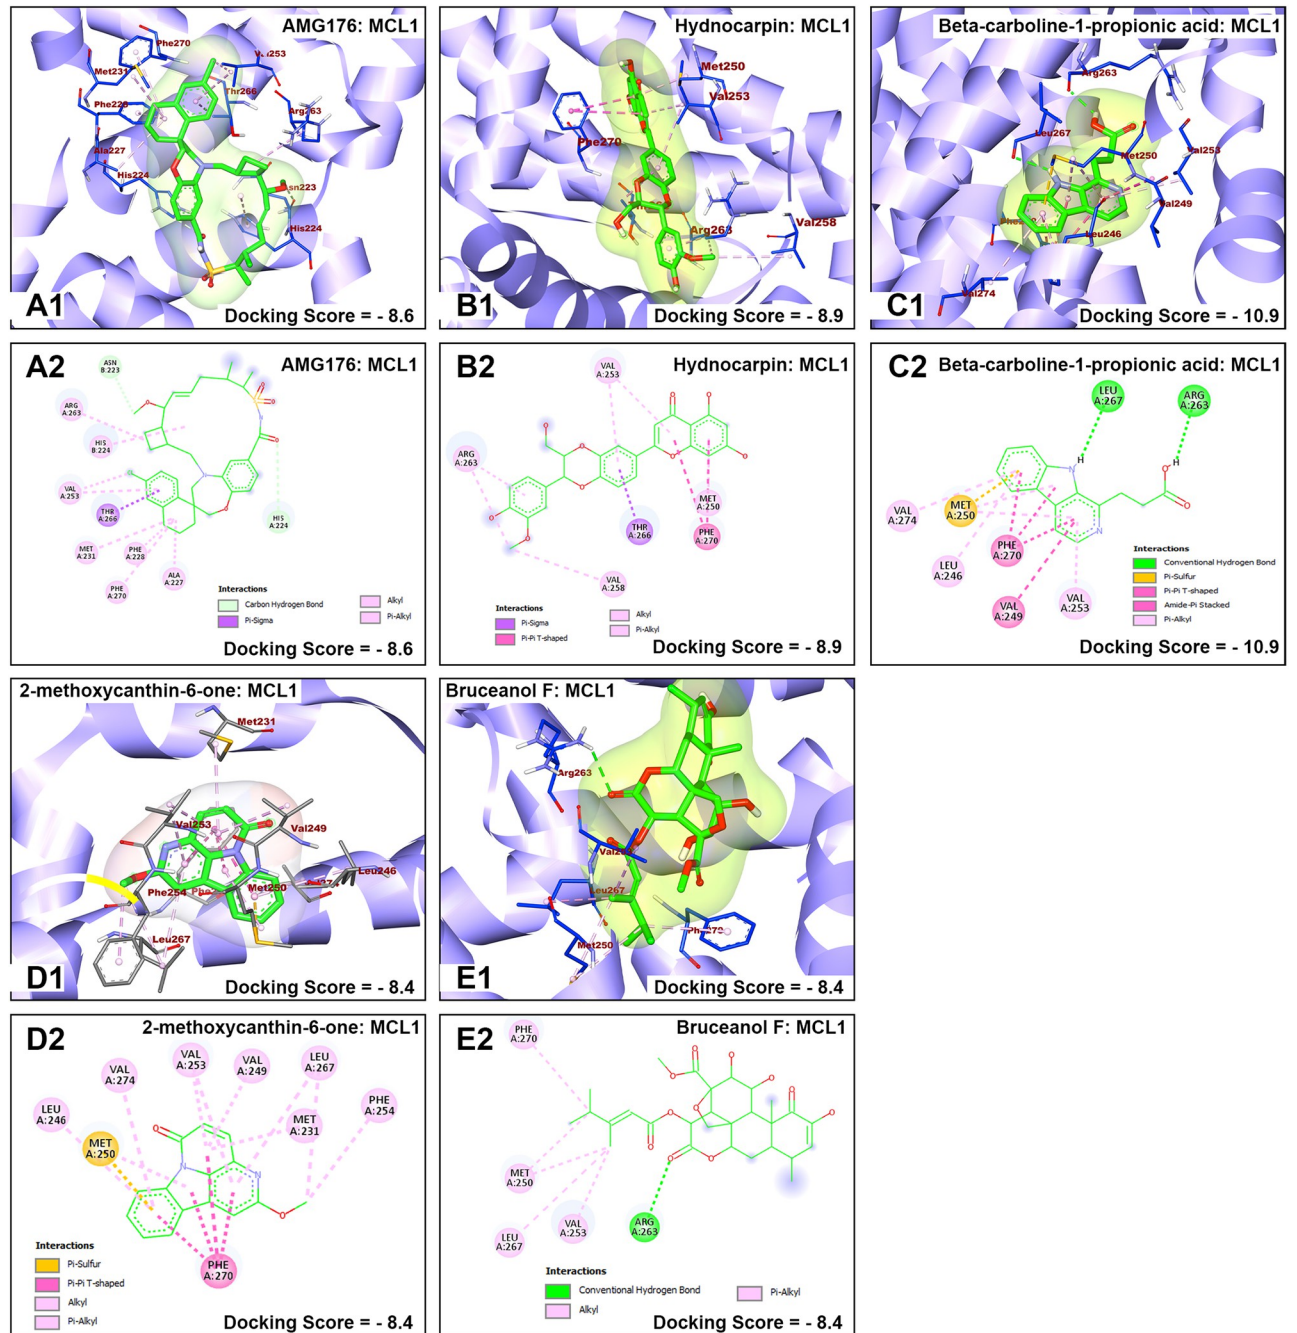 AMG176: MCL1
Phe270
Val253
Met231
Thr266
Phe228
Arg263
Ala227
His224
His224
A1
Docking Score = - 8.6
Hydnocarpin: MCL1
Met250
Val253
Phe270
Arg263
Val258
B1
Docking Score = - 8.9
Beta-carboline-1-propionic acid: MCL1
Arg263
Leu267
Met250
Val253
Val249
Leu246
Val274
C1
Docking Score = - 10.9
A2
AMG176: MCL1
ASN
B:223
ARG
A:263
HIS
B:224
VAL
A:253
THR
A:266
HIS
A:224
MET
A:231
PHE
A:228
PHE
A:270
ALA
A:227
Interactions
Carbon Hydrogen Bond
Pi-Sigma
Alkyl
Pi-Alkyl
Docking Score = - 8.6
B2
Hydnocarpin: MCL1
VAL
A:253
ARG
A:263
MET
A:250
THR
A:266
PHE
A:270
VAL
A:258
Interactions
Pi-Sigma
Pi-Pi T-shaped
Alkyl
Pi-Alkyl
Docking Score = - 8.9
C2
Beta-carboline-1-propionic acid: MCL1
LEU
A:267
ARG
A:263
H
H
O
O
N
N
VAL
A:274
MET
A:250
PHE
A:270
LEU
A:246
VAL
A:249
VAL
A:253
Interactions
Conventional Hydrogen Bond
Pi-Sulfur
Pi-Pi T-shaped
Amide-Pi Stacked
Pi-Alkyl
Docking Score = - 10.9
2-methoxycanthin-6-one: MCL1
Met231
Val253
Val249
Leu246
Phe254
Met250
Leu267
D1
Docking Score = - 8.4
Bruceanol F: MCL1
Arg263
Leu267
Met250
E1
Docking Score = - 8.4
D2
2-methoxycanthin-6-one: MCL1
VAL
A:274
VAL
A:253
VAL
A:249
LEU
A:267
LEU
A:246
PHE
A:254
MET
A:231
MET
A:250
O
N
N
O
PHE
A:270
Interactions
Pi-Sulfur
Pi-Pi T-shaped
Alkyl
Pi-Alkyl
Docking Score = - 8.4
E2
Bruceanol F: MCL1
PHE
A:270
MET
A:250
LEU
A:267
VAL
A:253
ARG
A:263
Interactions
Conventional Hydrogen Bond
Alkyl
Pi-Alkyl
Docking Score = - 8.4